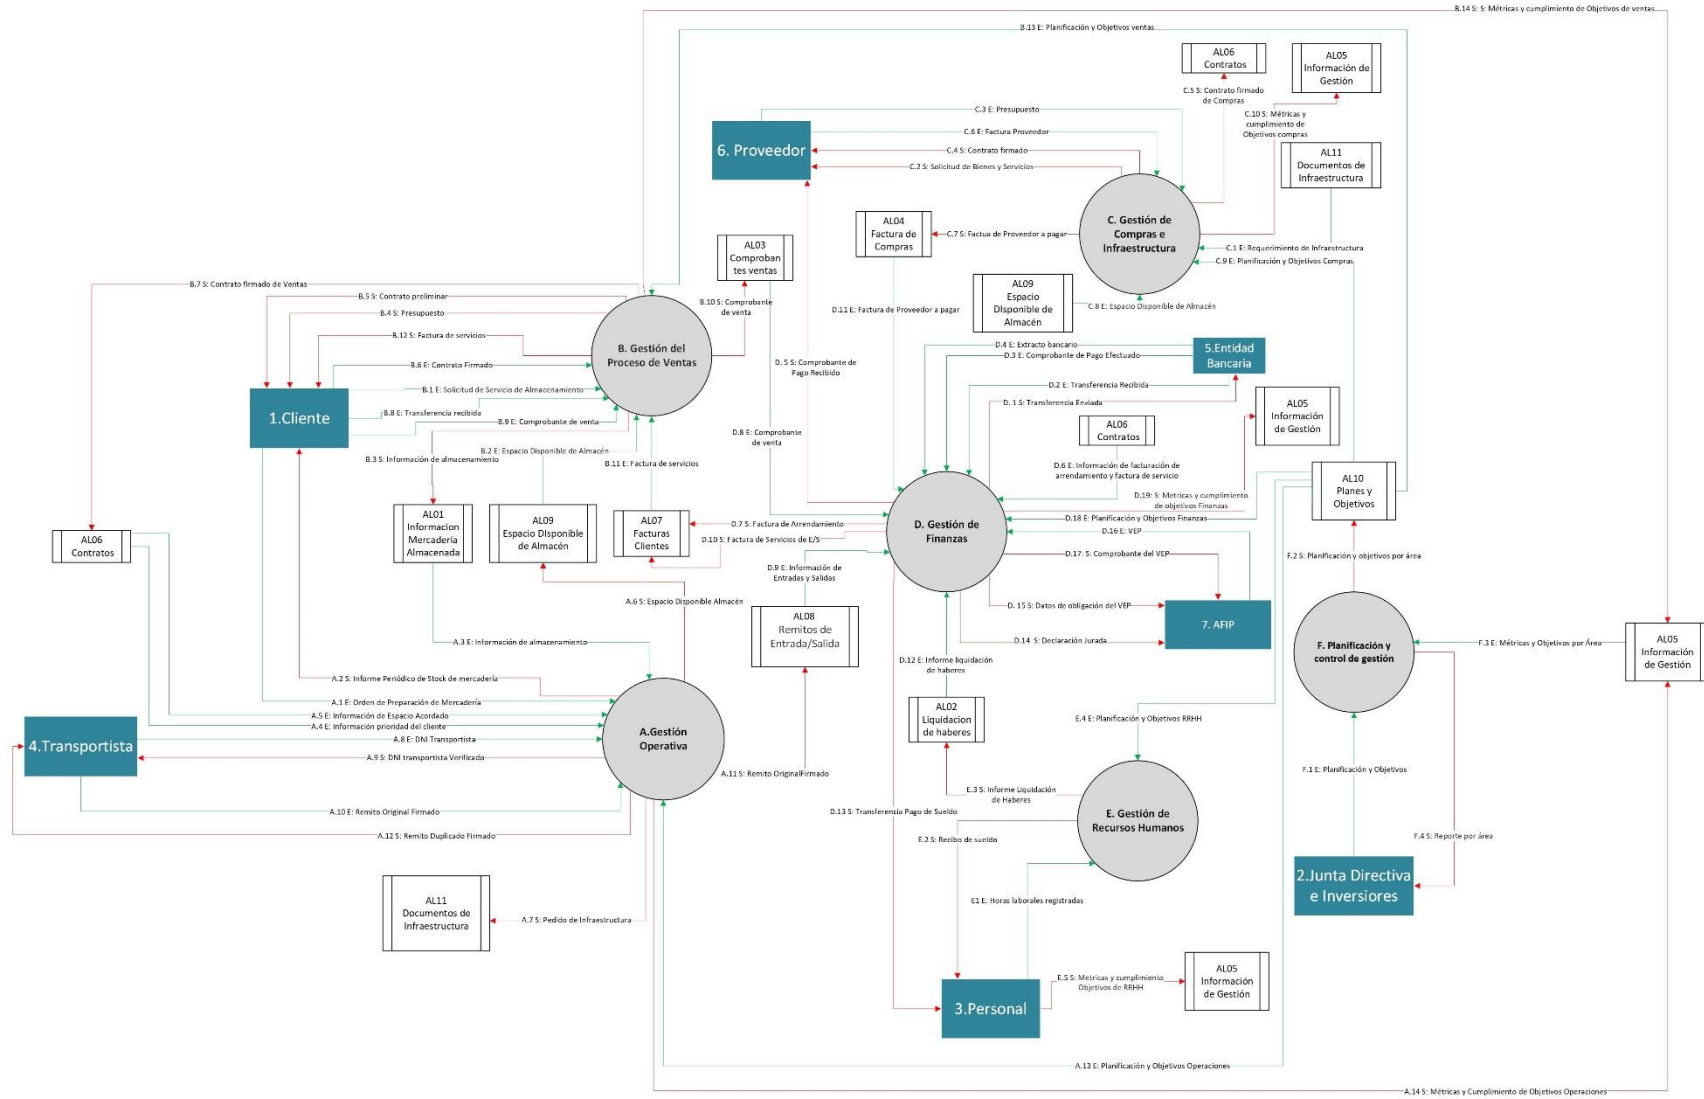 B.14 S: S: Métricas y cumplimiento de Objetivos de ventas
B.13 E: Planificación y Objetivos ventas
AL06
Contratos
AL05
Información de
Gestión
C.5 S: Contrato firmado
de Compras
C.10 S: Métricas y
cumplimiento de
Objetivos compras
C.3 E: Presupuesto
C.6 E: Factura Proveedor
6. Proveedor
C.4 S: Contrato firmado
C.2 S: Solicitud de Bienes y Servicios
AL11
Documentos de
Infraestructura
C. Gestión de
Compras e
Infraestructura
AL04
Factura de
Compras
C.7 S: Factua de Proveedor a pagar
C.1 E: Requerimiento de Infraestructura
C.9 E: Planificación y Objetivos Compras
AL03
Comproban
tes ventas
AL09
Espacio
DIsponible de
Almacén
C.8 E: Espacio Disponible de Almacén
B.7 S: Contrato firmado de Ventas
B.5 S: Contrato preliminar
B.4 S: Presupuesto
B.12 S: Factura de servicios
B.10 S: Comprobante
de venta
D.11 E: Factura de Proveedor a pagar
B. Gestión del
Proceso de Ventas
B.6 E: Contrato Firmado
B.1 E: Solicitud de Servicio de Almacenamiento
B.8 E: Transferencia recibida
B.9 E: Comprobante de venta
1.Cliente
D. 5 S: Comprobante de
Pago Recibido
D.4 E: Extracto bancario
D.3 E: Comprobante de Pago Efectuado
5.Entidad
Bancaria
D.2 E: Transferencia Recibida
D. 1 S: Transferencia Enviada
AL05
Información
de Gestión
AL06
Contratos
D.8 E: Comprobante
de venta
B.2 E: Espacio Disponible de Almacén
B.3 S: Información de almacenamiento
B.11 E: Factura de servicios
D.6 E: Información de facturación de
arrendamiento y factura de servicio
AL10
Planes y
Objetivos
D.19: S: Metricas y cumplimiento
de objetivos Finanzas
AL01
Informacion
Mercadería
Almacenada
AL09
Espacio DIsponible
de Almacén
AL07
Facturas
Clientes
D.7 S: Factura de Arrendamiento
D.10 S: Factura de Servicios de E/S
D. Gestión de
Finanzas
D.18 E: Planificación y Objetivos Finanzas
D.16 E: VEP
D.17. S: Comprobante del VEP
AL06
Contratos
D.9 E: Información de
Entradas y Salidas
F.2 S: Planificación y objetivos por área
A.6 S: Espacio Disponible Almacén
D. 15 S: Datos de obligación del VEP
D.14  S: Declaración Jurada
7. AFIP
AL08
Remitos de
Entrada/Salida
A.3 E: Información de almacenamiento
F. Planificación y
control de gestión
F.3 E: Métricas y Objetivos por Área
AL05
Información
de Gestión
D.12 E: Informe liquidación
de haberes
A.2 S: Informe Periódico de Stock de mercadería
A.1 E: Orden de Preparación de Mercadería
A.5 E: Información de Espacio Acordado
A.4 E: Información prioridad del cliente
A.8 E: DNI Transportista
A.9 S: DNI transportista Verificado
4.Transportista
A.Gestión
Operativa
AL02
Liquidacion
de haberes
E.4 E: Planificación y Objetivos RRHH
A.11 S: Remito OriginalFirmado
F.1 E: Planificación y Objetivos
E.3 S: Informe Liquidación
de Haberes
A.10 E: Remito Original Firmado
D.13 S: Transferencia Pago de Sueldo
A.12 S: Remito Duplicado Firmado
E. Gestión de
Recursos Humanos
E.2 S: Recibo de sueldo
F.4 S: Reporte por área
2.Junta Directiva
e Inversiores
AL11
Documentos de
Infraestructura
A.7 S: Pedido de Infraestructura
E1 E: Horas laborales registradas
3.Personal
E.5 S: Metricas y cumplimiento
Objetivos de RRHH
AL05
Información
de Gestión
A.13 E: Planificación y Objetivos Operaciones
A.14 S: Métricas y Cumplimiento de Objetivos Operaciones